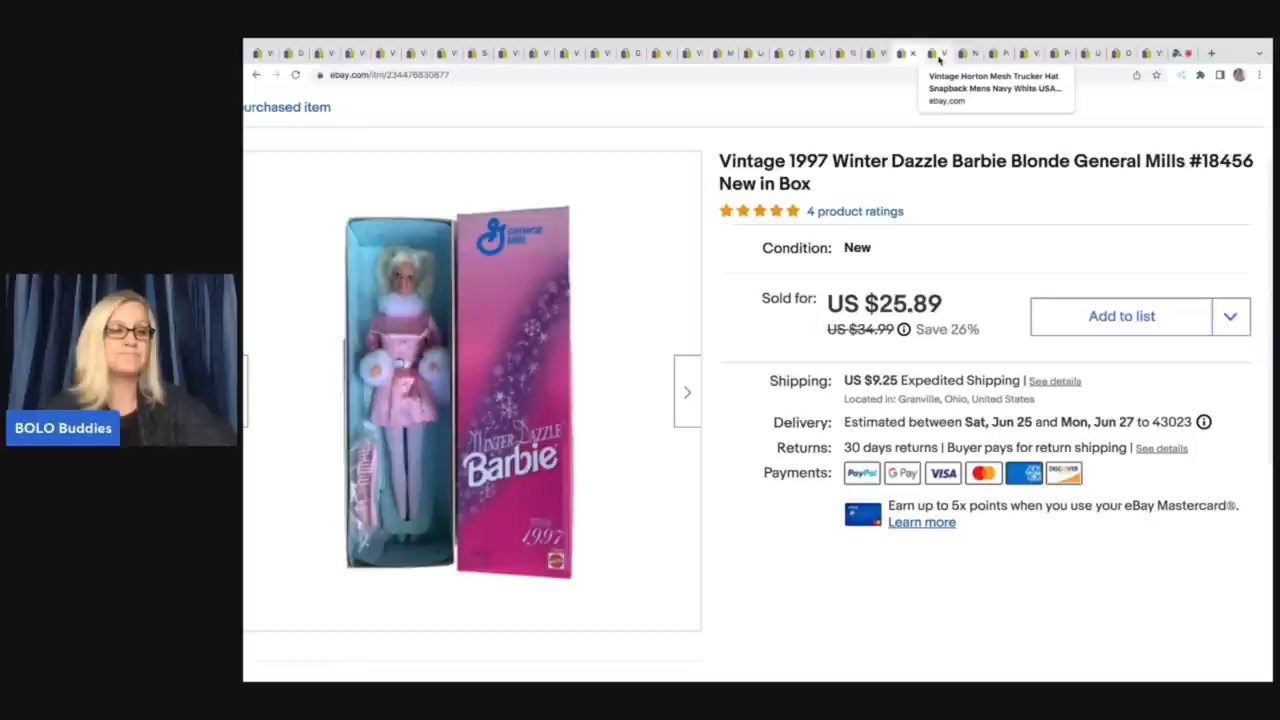 ebay.com/itm/234476830877
Vintage Horton Mesh Trucker Hat
Snapback Mens Navy White USA...
ebay.com
urchased item
Vintage 1997 Winter Dazzle Barbie Blonde General Mills #18456
New in Box
4 product ratings
Condition: New
Sold for: US $25.89
US $34.99 Save 26%
Add to list
Shipping: US $9.25 Expedited Shipping | See details
Located in: Granville, Ohio, United States
Delivery: Estimated between Sat, Jun 25 and Mon, Jun 27 to 43023
Returns: 30 days returns | Buyer pays for return shipping | See details
Payments: PayPal G Pay VISA DISCOVER
Earn up to 5x points when you use your eBay Mastercard®.
Learn more
General
Mills
WINTER DAZZLE
Barbie
1997
BOLO Buddies